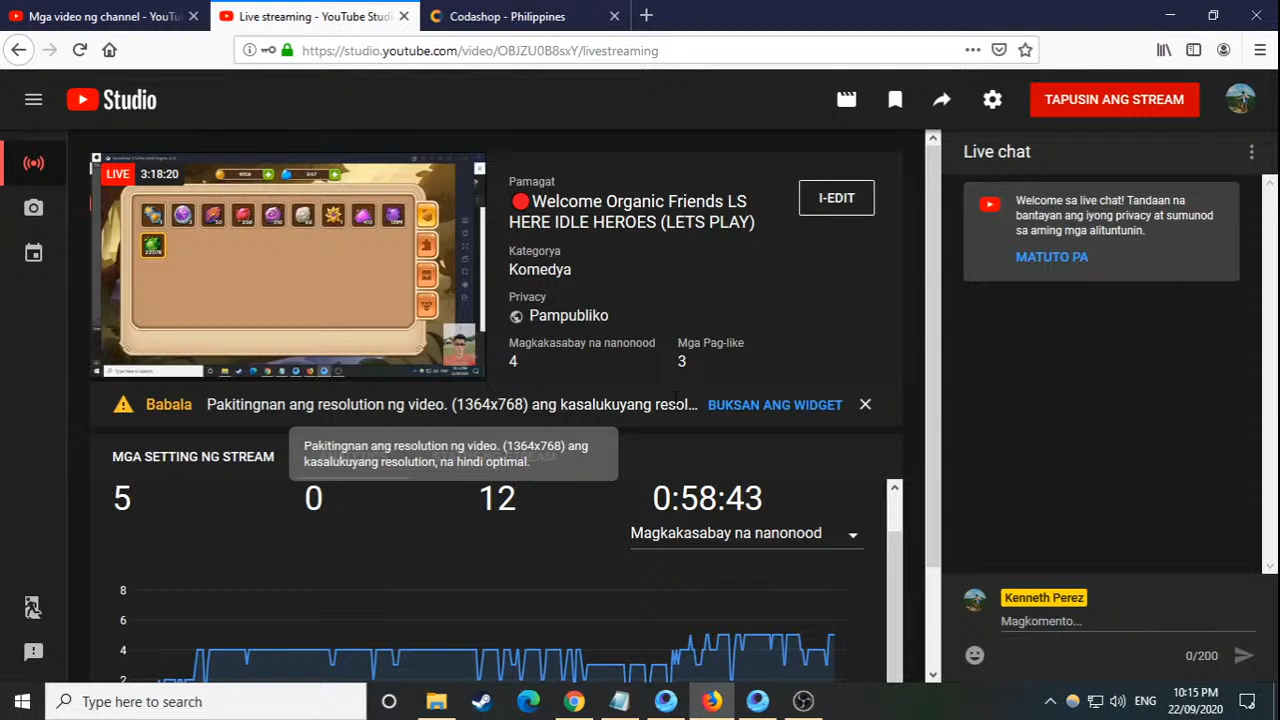 Mga video ng channel - YouTu
Live streaming - YouTube Studi
Codashop - Philippines
https://studio.youtube.com/video/OBJZU0B8sxY/livestreaming
Studio
TAPUSIN ANG STREAM
LIVE 3:18:20
Pamagat
Welcome Organic Friends LS
HERE IDLE HEROES (LETS PLAY)
I-EDIT
Kategorya
Komedya
Privacy
Pampubliko
Magkakasabay na nanonood
Mga Pag-like
4
3
Babala
Pakitingnan ang resolution ng video. (1364x768) ang kasalukuyang resol...
BUKSAN ANG WIDGET
Pakitingnan ang resolution ng video. (1364x768) ang
kasalukuyang resolution, na hindi optimal.
MGA SETTING NG STREAM
5
0
12
0:58:43
Magkakasabay na nanonood
8
6
4
2
Live chat
Welcome sa live chat! Tandaan na
bantayan ang iyong privacy at sumunod
sa aming mga alituntunin.
MATUTO PA
Kenneth Perez
Magkomento...
0/200
Type here to search
ENG
10:15 PM
22/09/2020